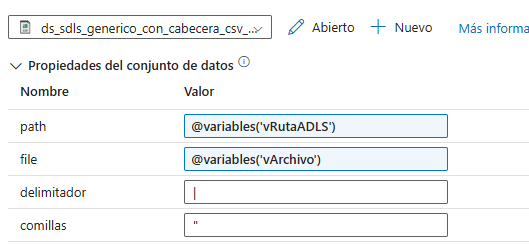 ds_sdls_generico_con_cabecera_csv_... Abierto + Nuevo Más informa
Propiedades del conjunto de datos
Nombre Valor
path @variables('vRutaADLS')
file @variables('vArchivo')
delimitador |
comillas "